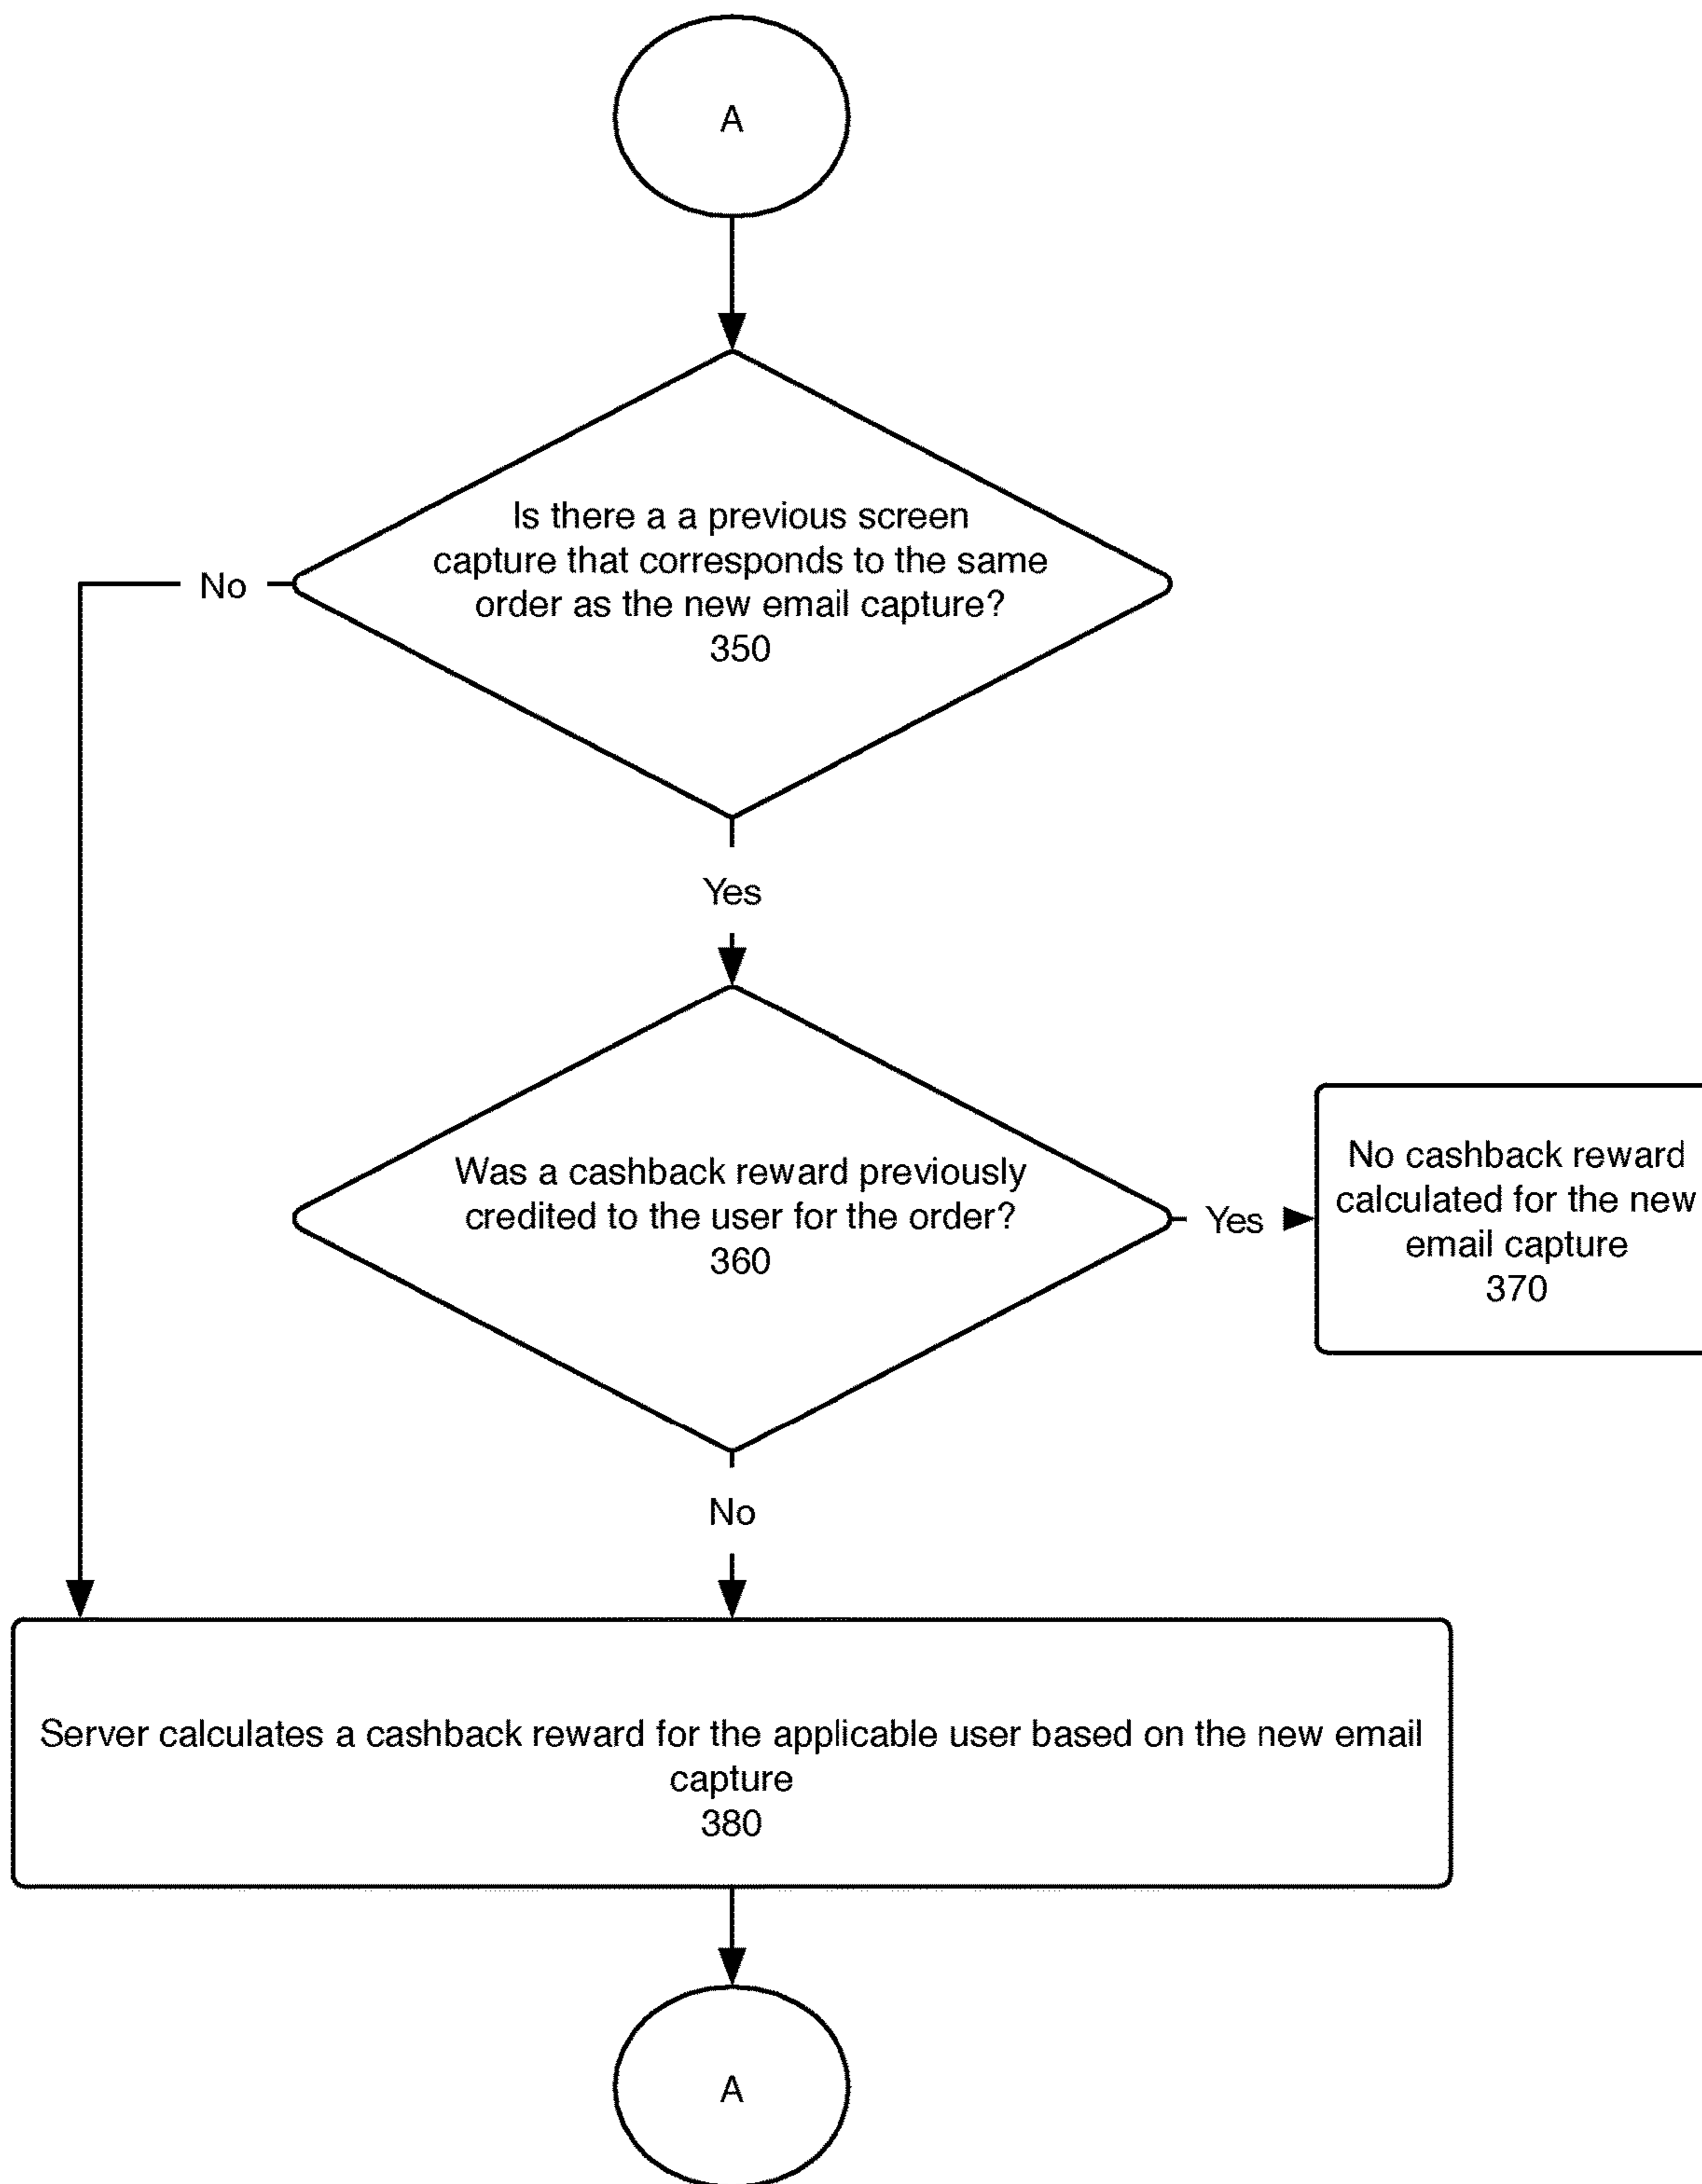 A
Is there a a previous screen
capture that corresponds to the same
order as the new email capture?
350
No
Yes
Was a cashback reward previously
credited to the user for the order?
360
Yes
No cashback reward
calculated for the new
email capture
370
No
Server calculates a cashback reward for the applicable user based on the new email
capture
380
A